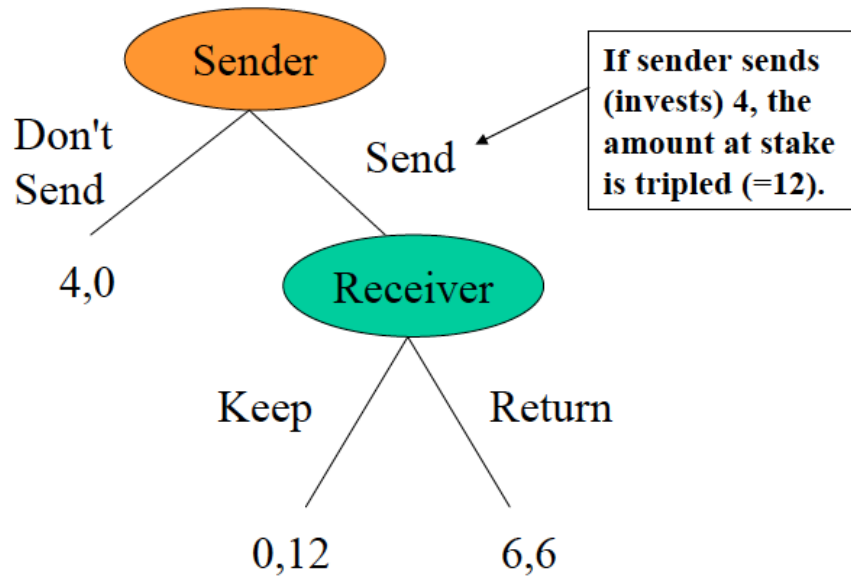 Sender
If sender sends
(invests) 4, the
amount at stake
is tripled (=12).
Don't
Send
Send
4,0
Receiver
Keep
Return
0,12
6,6